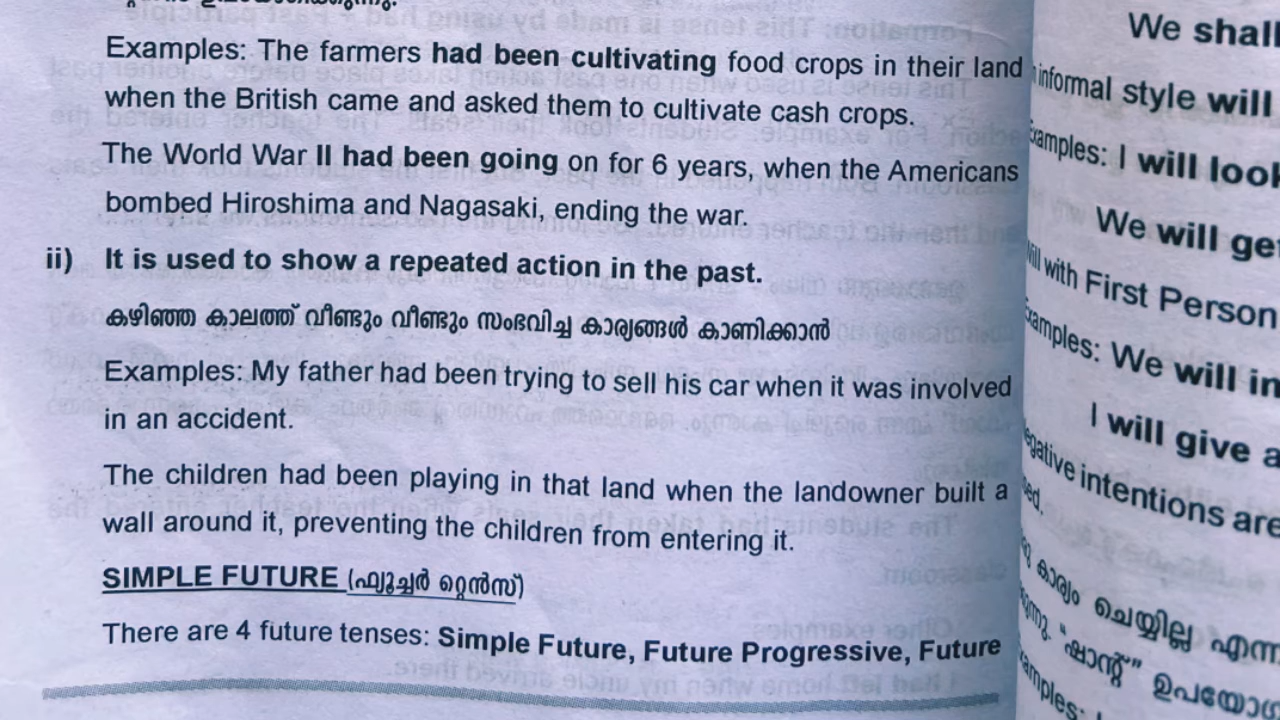 Examples: The farmers had been cultivating food crops in their land
when the British came and asked them to cultivate cash crops.
The World War II had been going on for 6 years, when the Americans
bombed Hiroshima and Nagasaki, ending the war.
ii) It is used to show a repeated action in the past.
കഴിഞ്ഞ കാലത്ത് വീണ്ടും വീണ്ടും സംഭവിച്ച കാര്യങ്ങൾ കാണിക്കാൻ
Examples: My father had been trying to sell his car when it was involved
in an accident.
The children had been playing in that land when the landowner built a
wall around it, preventing the children from entering it.
SIMPLE FUTURE (ഫ്യൂച്ചർ റ്റെൻസ്)
There are 4 future tenses: Simple Future, Future Progressive, Future
We shall
informal style will
Examples: I will look
We will get
will with First Person
Examples: We will in
I will give a
negative intentions are
കാര്യം ചെയ്യില്ല എന്ന
"ഷാന്റ്" ഉപയോഗ